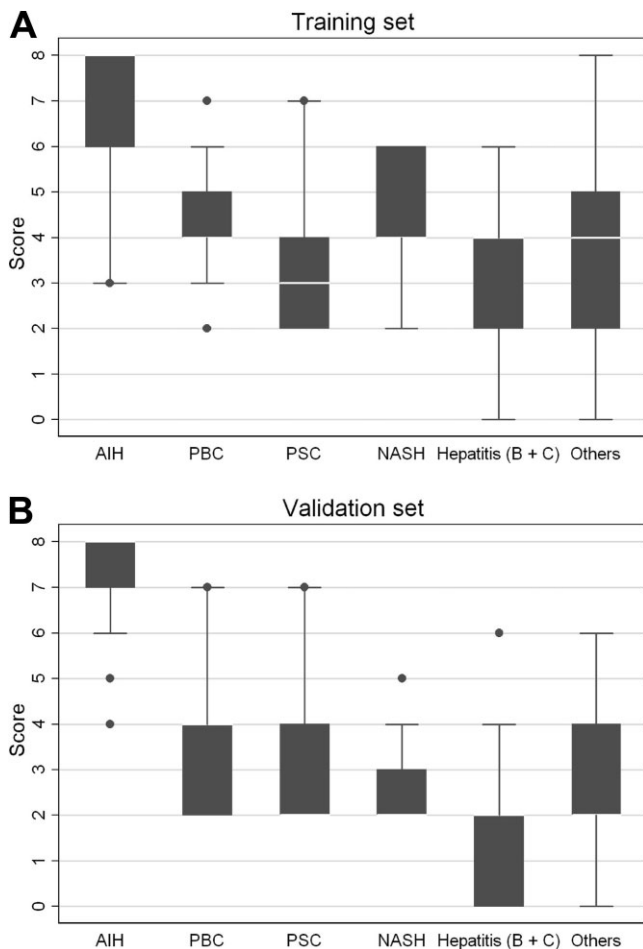 A
Training set
8
7
6
5
4
3
2
1
0
Score
AIH PBC PSC NASH Hepatitis (B + C) Others
B
Validation set
8
7
6
5
4
3
2
1
0
Score
AIH PBC PSC NASH Hepatitis (B + C) Others